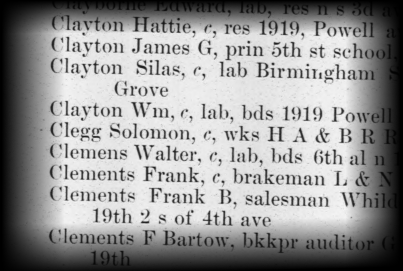 Clayborne Edward, lab, res n s 3d a
Clayton Hattie, c, res 1919, Powell a
Clayton James G, prin 5th st school,
Clayton Silas, c, lab Birmingham S
Grove
Clayton Wm, c, lab, bds 1919 Powell
Clegg Solomon, c, wks H A & B R R
Clemens Walter, c, lab, bds 6th al n
Clements Frank, c, brakeman L & N
Clements Frank B, salesman Whild
19th 2 s of 4th ave
Clements F Bartow, bkkpr auditor G
19th